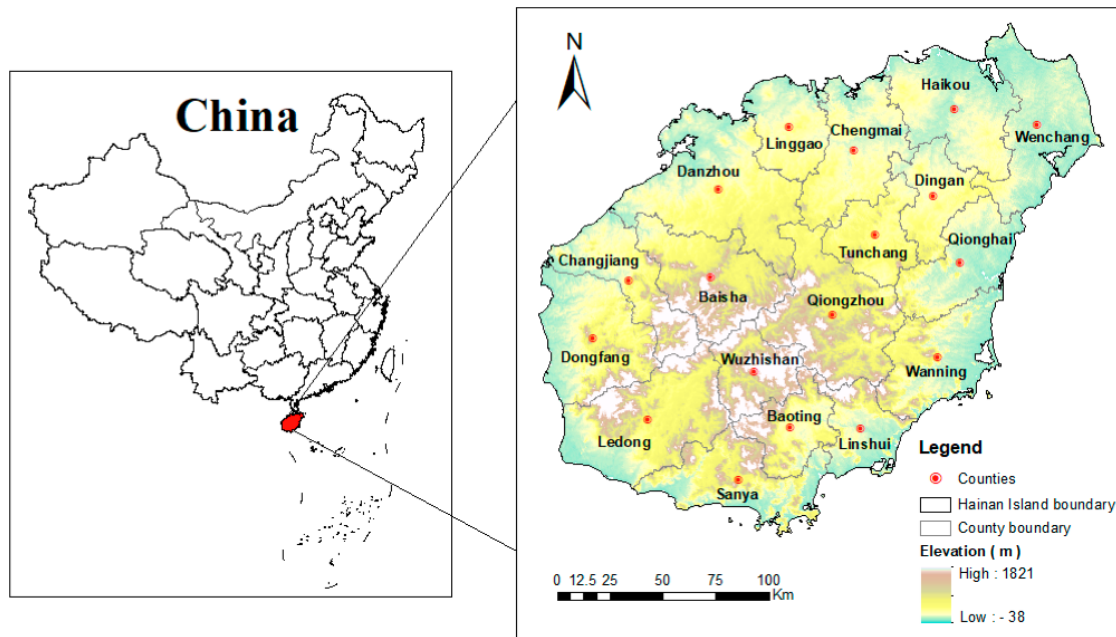 China
N
Haikou
Wenchang
Chengmai
Linggao
Danzhou
Dingan
Qionghai
Tunchang
Changjiang
Baisha
Qiongzhou
Dongfang
Wuzhishan
Wanning
Baoting
Ledong
Linshui
Sanya
Legend
Counties
Hainan Island boundary
County boundary
Elevation ( m )
High : 1821
Low : - 38
0 12.5 25 50 75 100
Km